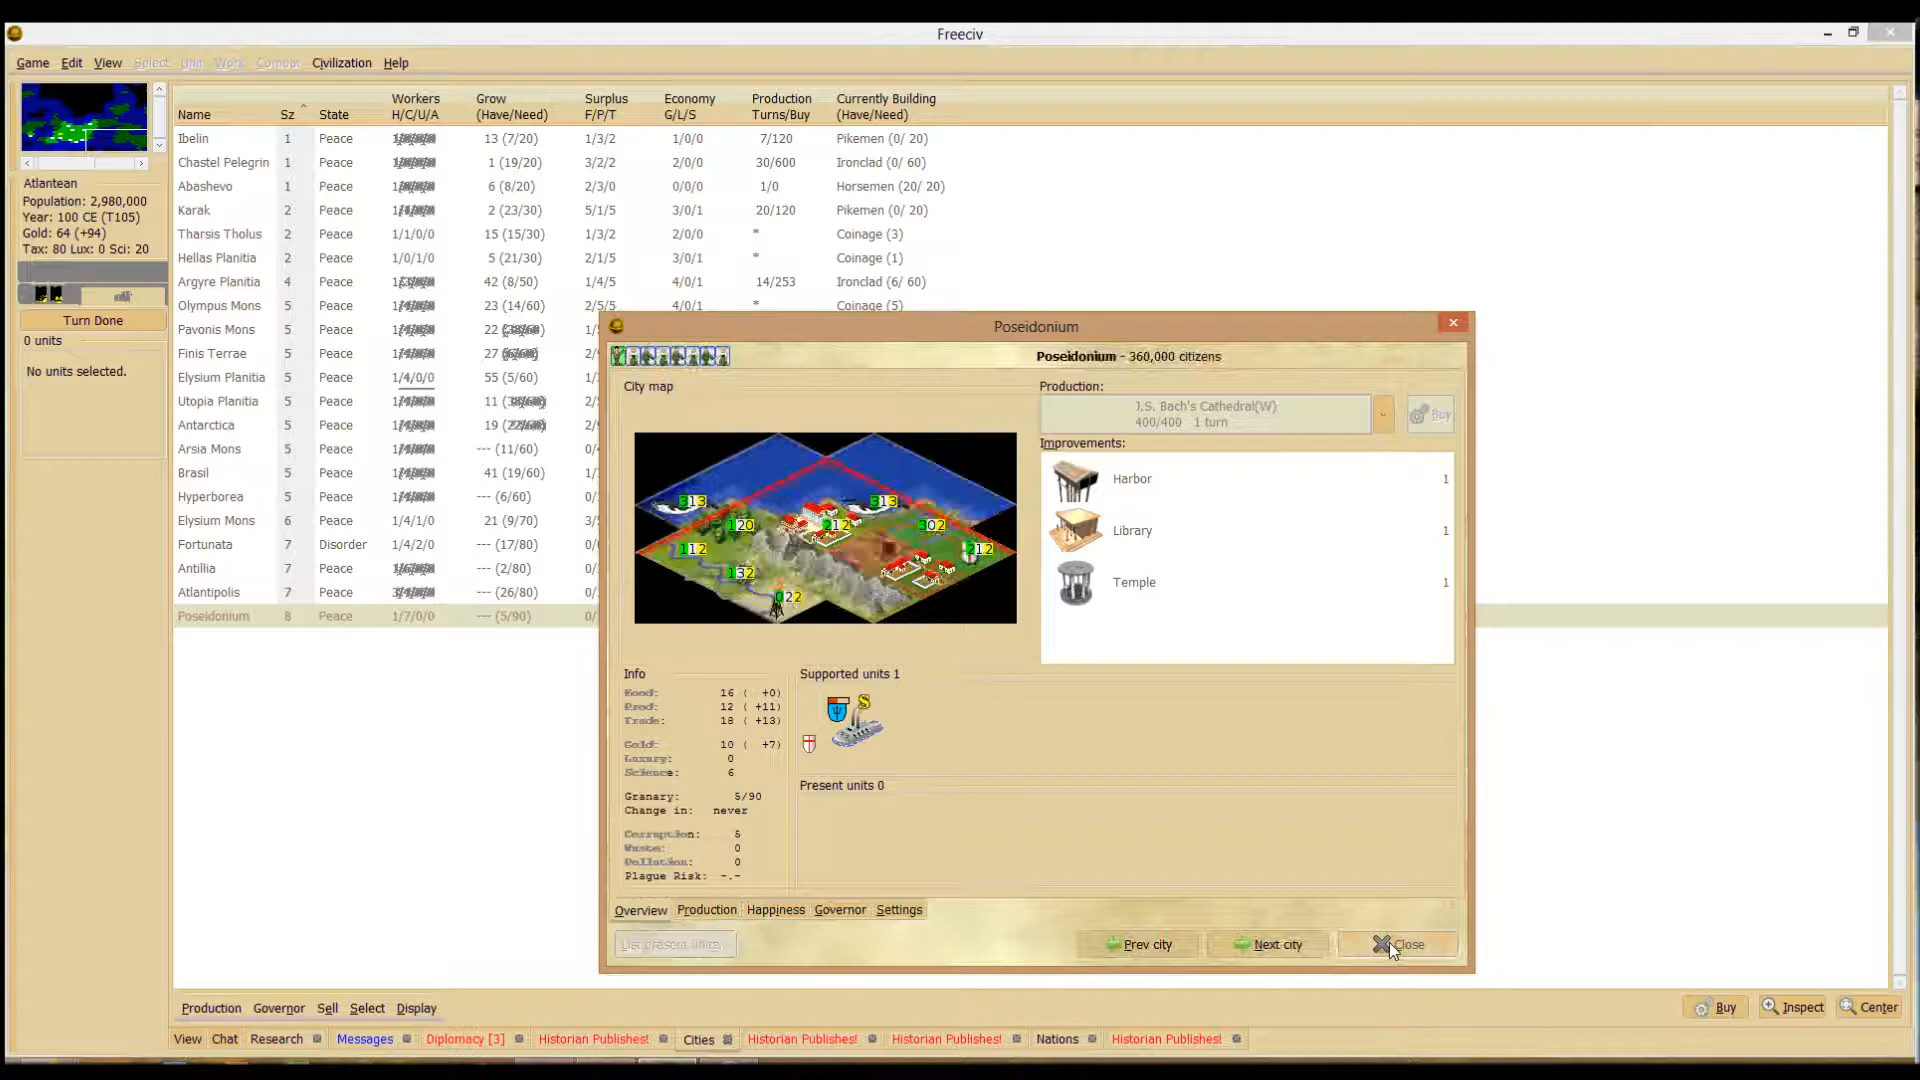 Freeciv
Game Edit View Select Unit Work Combat Civilization Help
Atlantean
Population: 2,980,000
Year: 100 CE (T105)
Gold: 64 (+94)
Tax: 80 Lux: 0 Sci: 20
Turn Done
0 units
No units selected.
Name Sz State Workers H/C/U/A Grow (Have/Need) Surplus F/P/T Economy G/L/S Production Turns/Buy Currently Building (Have/Need)
Ibelin 1 Peace 13 (7/20) 1/3/2 1/0/0 7/120 Pikemen (0/ 20)
Chastel Pelegrin 1 Peace 1 (19/20) 3/2/2 2/0/0 30/600 Ironclad (0/ 60)
Abashevo 1 Peace 6 (8/20) 2/3/0 0/0/0 1/0 Horsemen (20/ 20)
Karak 2 Peace 2 (23/30) 5/1/5 3/0/1 20/120 Pikemen (0/ 20)
Tharsis Tholus 2 Peace 1/1/0/0 15 (15/30) 1/3/2 2/0/0 * Coinage (3)
Hellas Planitia 2 Peace 1/0/1/0 5 (21/30) 2/1/5 3/0/1 * Coinage (1)
Argyre Planitia 4 Peace 42 (8/50) 1/4/5 4/0/1 14/253 Ironclad (6/ 60)
Olympus Mons 5 Peace 23 (14/60) 2/5/5 4/0/1 * Coinage (5)
Pavonis Mons 5 Peace 22
Finis Terrae 5 Peace 27
Elysium Planitia 5 Peace 1/4/0/0 55 (5/60)
Utopia Planitia 5 Peace 11
Antarctica 5 Peace 19
Arsia Mons 5 Peace --- (11/60)
Brasil 5 Peace 41 (19/60)
Hyperborea 5 Peace --- (6/60)
Elysium Mons 6 Peace 1/4/1/0 21 (9/70)
Fortunata 7 Disorder 1/4/2/0 --- (17/80)
Antillia 7 Peace --- (2/80)
Atlantipolis 7 Peace --- (26/80)
Poseidonium 8 Peace 1/7/0/0 --- (5/90)
Poseidonium
Poseidonium - 360,000 citizens
City map
313 313
120 212 302
112 212
132
022
Production:
J.S. Bach's Cathedral(W)
400/400 1 turn
Buy
Improvements:
Harbor 1
Library 1
Temple 1
Info
Food: 16 ( +0)
Prod: 12 ( +11)
Trade: 18 ( +13)
Gold: 10 ( +7)
Luxury: 0
Science: 6
Granary: 5/90
Change in: never
Corruption: 5
Waste: 0
Pollution: 0
Plague Risk: -.-
Supported units 1
S
Present units 0
Overview Production Happiness Governor Settings
List present units...
Prev city Next city Close
Production Governor Sell Select Display
Buy Inspect Center
View Chat Research Messages Diplomacy [3] Historian Publishes! Cities Historian Publishes! Historian Publishes! Nations Historian Publishes!